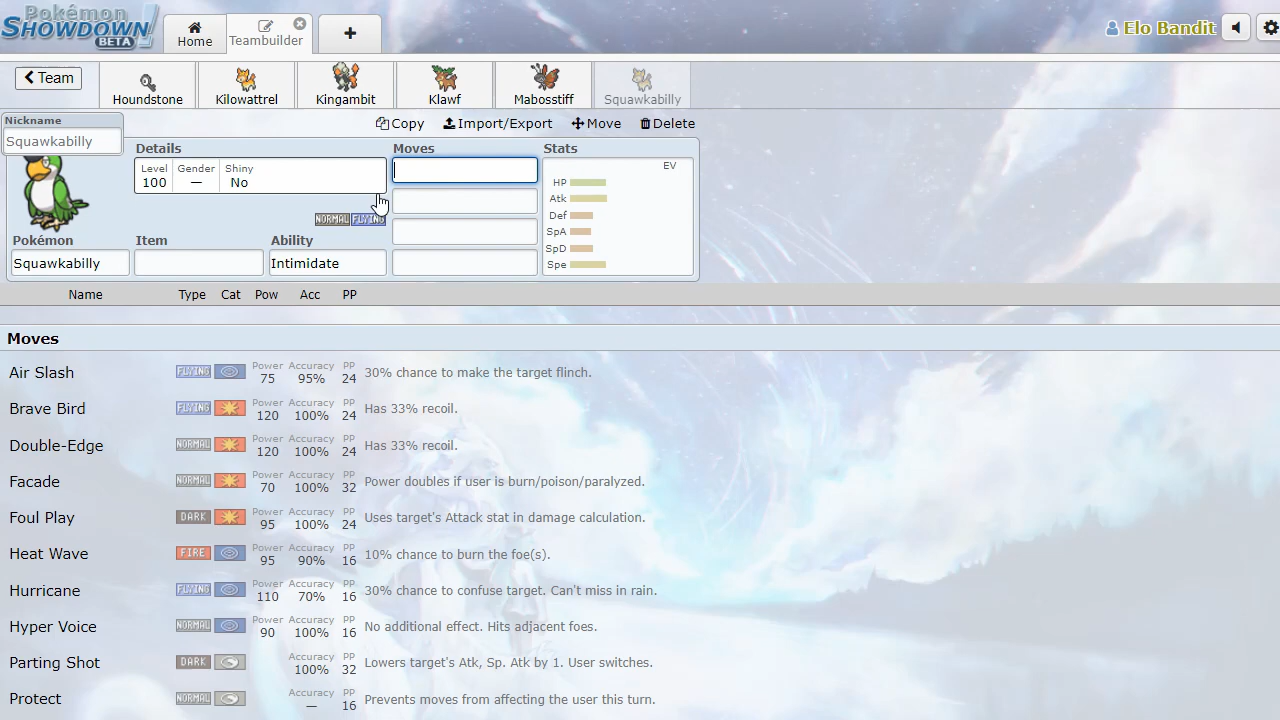 Pokémon
SHOWDOWN!
BETA
Home
Teambuilder
Elo Bandit
Team
Houndstone
Kilowattrel
Kingambit
Klawf
Mabosstiff
Squawkabilly
Nickname
Squawkabilly
Copy
Import/Export
Move
Delete
Details
Moves
Stats
Level
Gender
Shiny
100
—
No
EV
HP
Atk
Def
SpA
SpD
Spe
NORMAL
FLYING
Pokémon
Item
Ability
Squawkabilly
Intimidate
Name Type Cat Pow Acc PP
Moves
Air Slash FLYING Power 75 Accuracy 95% PP 24 30% chance to make the target flinch.
Brave Bird FLYING Power 120 Accuracy 100% PP 24 Has 33% recoil.
Double-Edge NORMAL Power 120 Accuracy 100% PP 24 Has 33% recoil.
Facade NORMAL Power 70 Accuracy 100% PP 32 Power doubles if user is burn/poison/paralyzed.
Foul Play DARK Power 95 Accuracy 100% PP 24 Uses target's Attack stat in damage calculation.
Heat Wave FIRE Power 95 Accuracy 90% PP 16 10% chance to burn the foe(s).
Hurricane FLYING Power 110 Accuracy 70% PP 16 30% chance to confuse target. Can't miss in rain.
Hyper Voice NORMAL Power 90 Accuracy 100% PP 16 No additional effect. Hits adjacent foes.
Parting Shot DARK Accuracy 100% PP 32 Lowers target's Atk, Sp. Atk by 1. User switches.
Protect NORMAL Accuracy — PP 16 Prevents moves from affecting the user this turn.